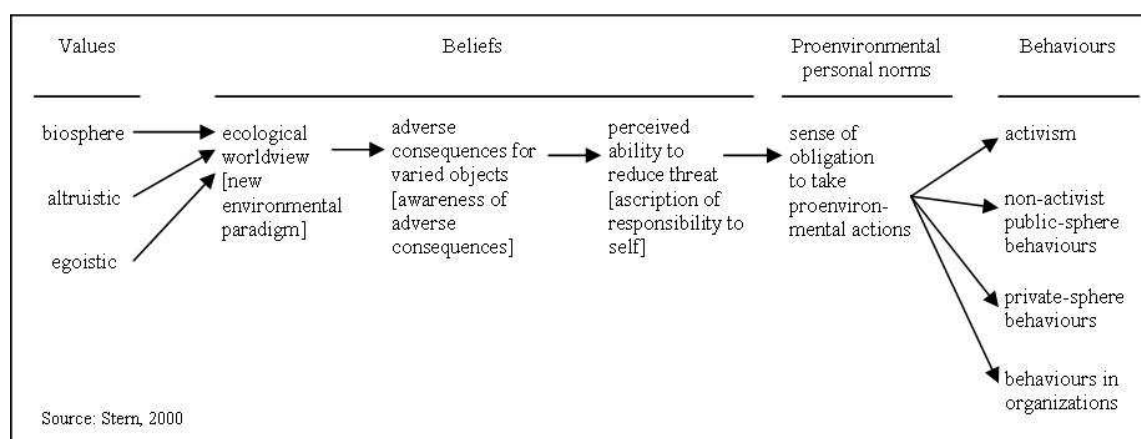 Values
Beliefs
Proenvironmental
personal norms
Behaviours
biosphere
altruistic
egoistic
ecological
worldview
[new
environmental
paradigm]
adverse
consequences for
varied objects
[awareness of
adverse
consequences]
perceived
ability to
reduce threat
[ascription of
responsibility to
self]
sense of
obligation
to take
proenviron-
mental actions
activism
non-activist
public-sphere
behaviours
private-sphere
behaviours
behaviours in
organizations
Source: Stern, 2000